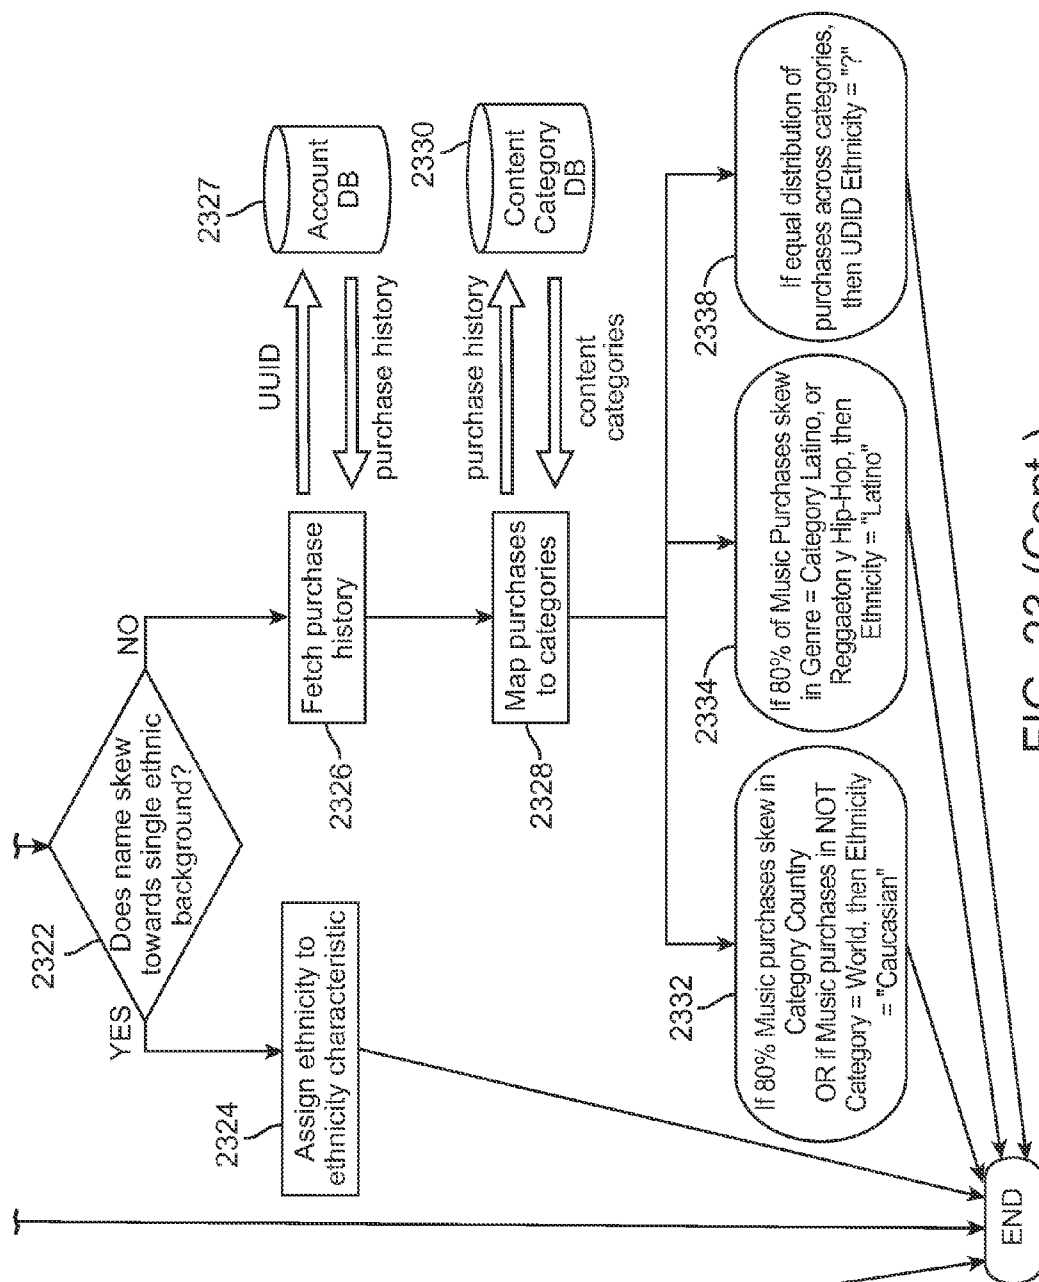 2322
Does name skew
towards single ethnic
background?
YES
NO
2324
Assign ethnicity to
ethnicity characteristic
2326
Fetch purchase
history
UUID
purchase history
2327
Account
DB
2328
Map purchases
to categories
purchase history
content
categories
2330
Content
Category
DB
2332
If 80% Music purchases skew in
Category Country
OR if Music purchases in NOT
Category = World, then Ethnicity
= "Caucasian"
2334
If 80% of Music Purchases skew
in Genre = Category Latino, or
Reggaeton y Hip-Hop, then
Ethnicity = "Latino"
2338
If equal distribution of
purchases across categories,
then UDID Ethnicity = "?"
END
FIG. 23 (Cont.)